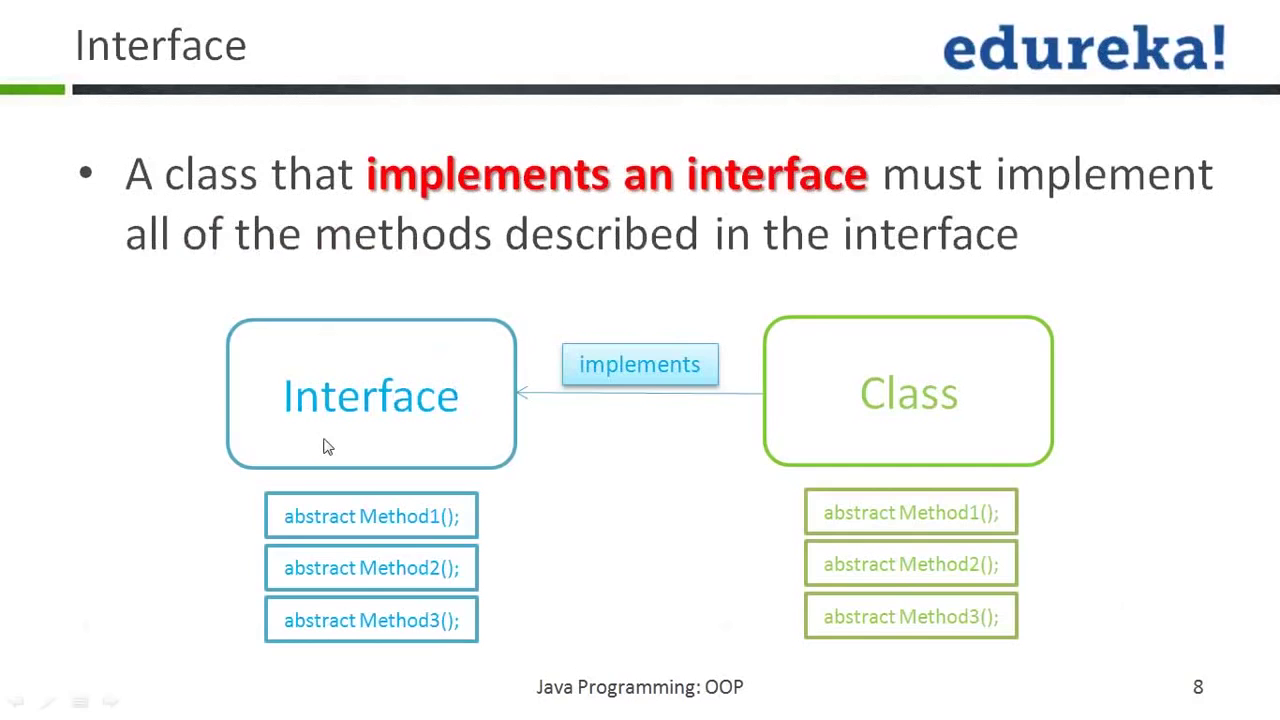 Interface
edureka!
• A class that implements an interface must implement
all of the methods described in the interface
Interface
implements
Class
abstract Method1();
abstract Method2();
abstract Method3();
abstract Method1();
abstract Method2();
abstract Method3();
Java Programming: OOP
8